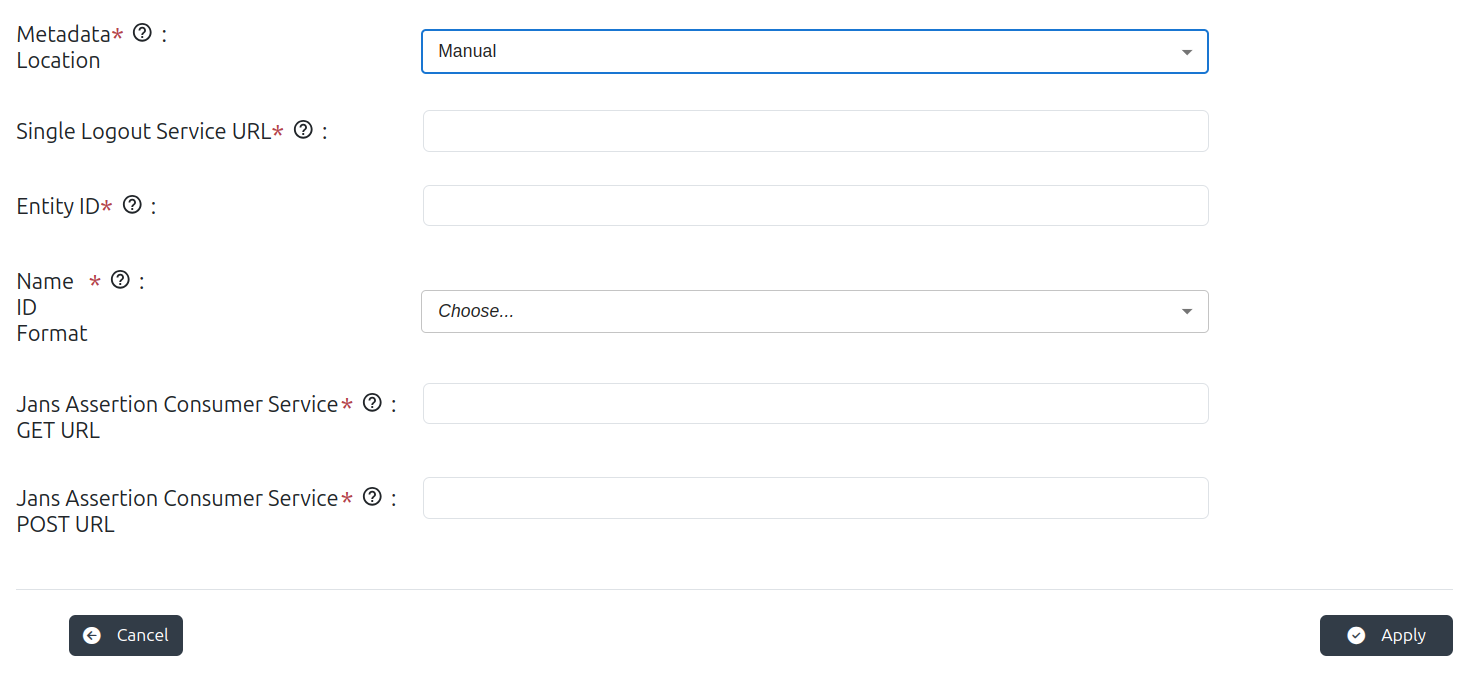 Metadata* ? :
Location
Manual
Single Logout Service URL* ? :
Entity ID* ? :
Name * ? :
ID
Format
Choose...
Jans Assertion Consumer Service* ? :
GET URL
Jans Assertion Consumer Service* ? :
POST URL
Cancel
Apply